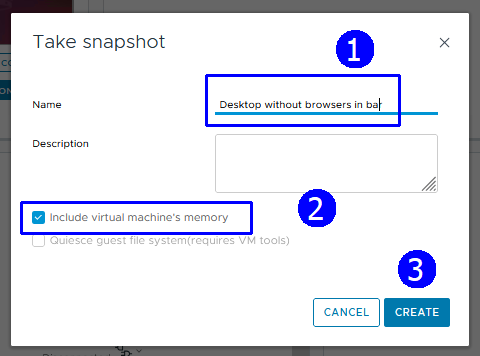 Take snapshot
1
Name
Desktop without browsers in bar
Description
Include virtual machine's memory
2
Quiesce guest file system(requires VM tools)
3
CANCEL
CREATE